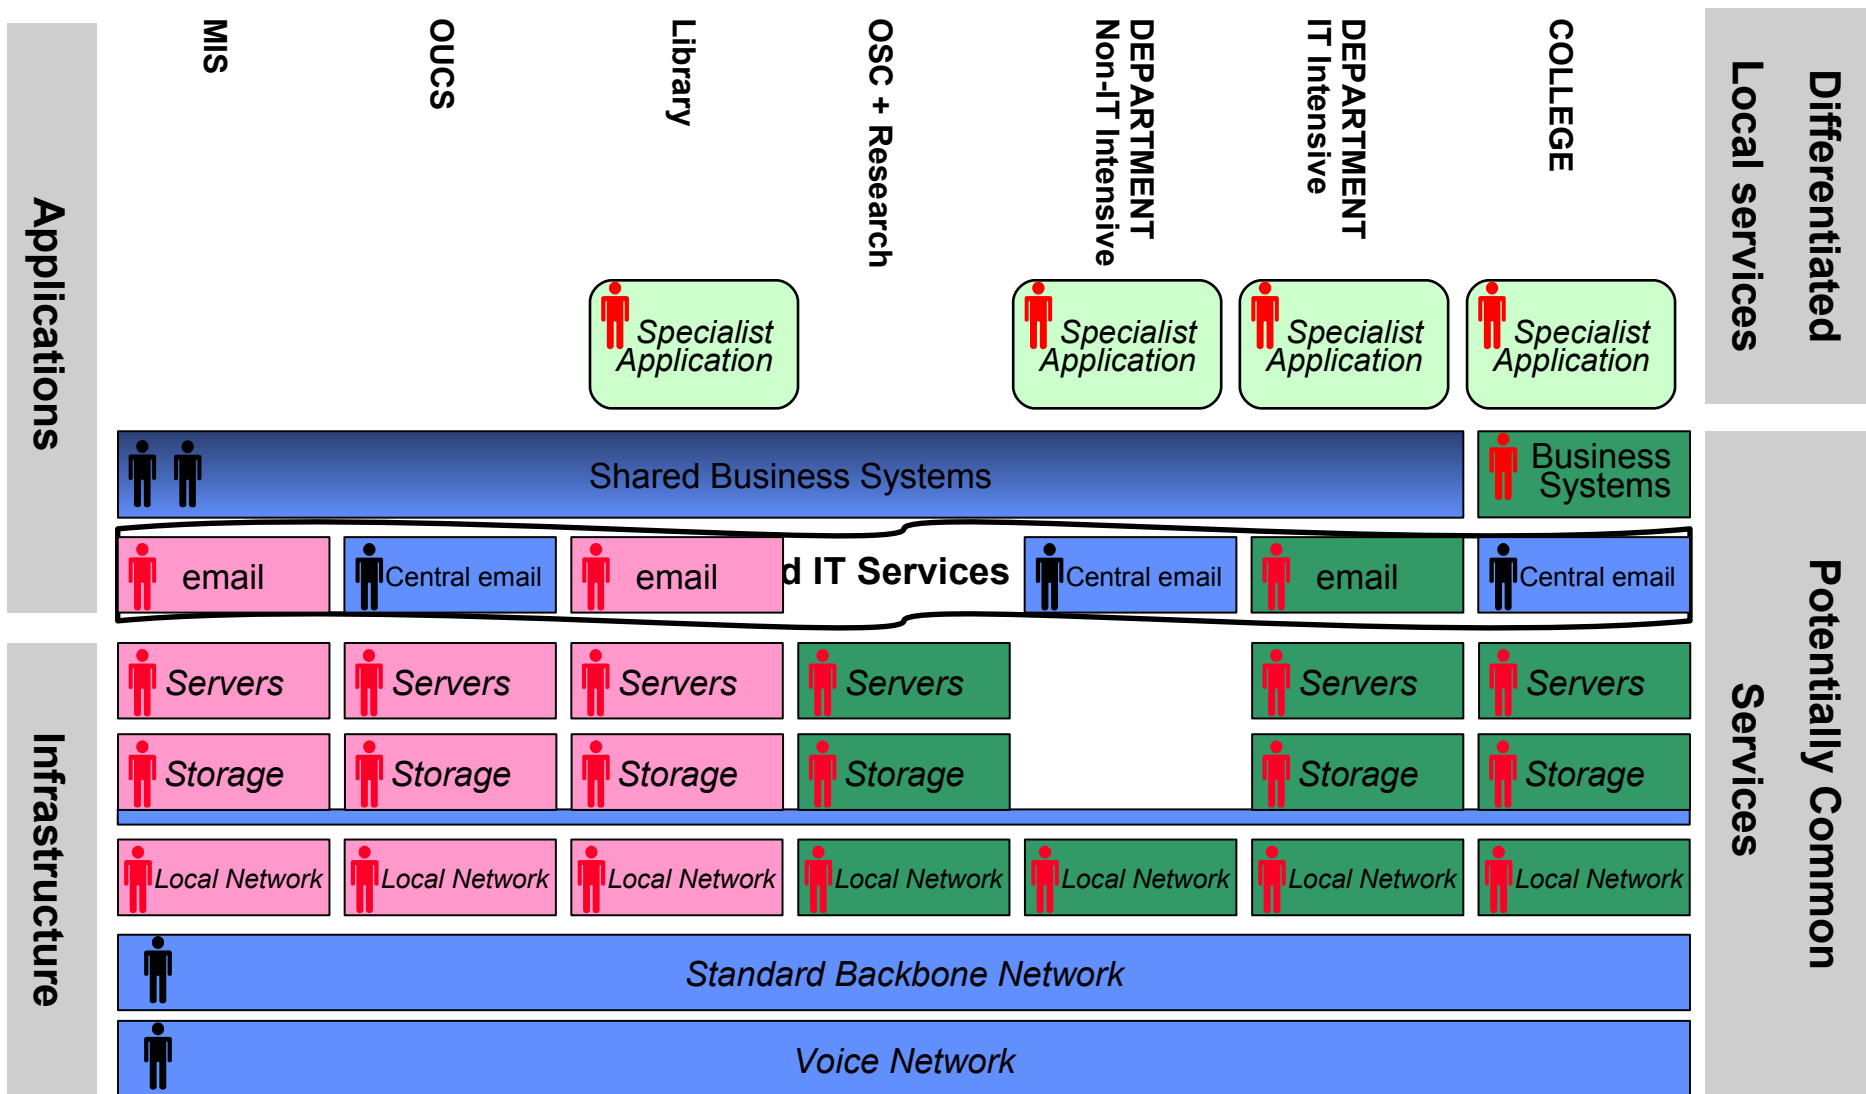 MIS
OUCS
Library
OSC + Research
DEPARTMENT
Non-IT Intensive
DEPARTMENT
IT Intensive
COLLEGE
Differentiated
Local services
Applications
Specialist
Application
Specialist
Application
Specialist
Application
Specialist
Application
Shared Business Systems
Business
Systems
email
Central email
email
d IT Services
Central email
email
Central email
Potentially Common
Services
Infrastructure
Servers
Servers
Servers
Servers
Servers
Servers
Storage
Storage
Storage
Storage
Storage
Storage
Local Network
Local Network
Local Network
Local Network
Local Network
Local Network
Local Network
Standard Backbone Network
Voice Network